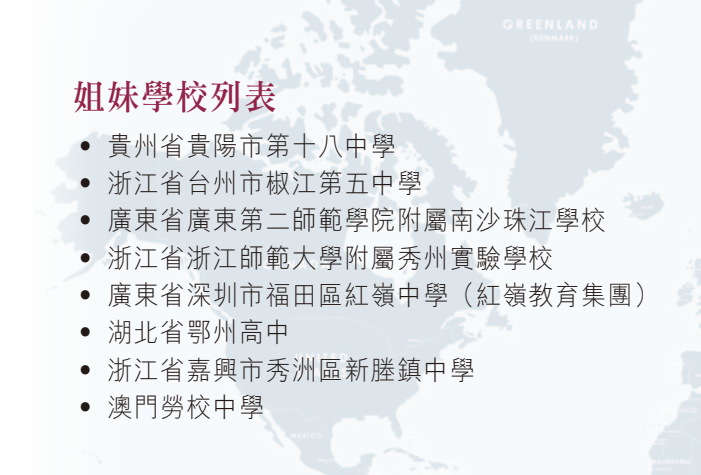 GREENLAND
(DENMARK)
姐妹學校列表
• 貴州省貴陽市第十八中學
• 浙江省台州市椒江第五中學
• 廣東省廣東第二師範學院附屬南沙珠江學校
• 浙江省浙江師範大學附屬秀州實驗學校
• 廣東省深圳市福田區紅嶺中學（紅嶺教育集團）
• 湖北省鄂州高中
• 浙江省嘉興市秀洲區新塍鎮中學
• 澳門勞校中學
UNITED
MEXICO